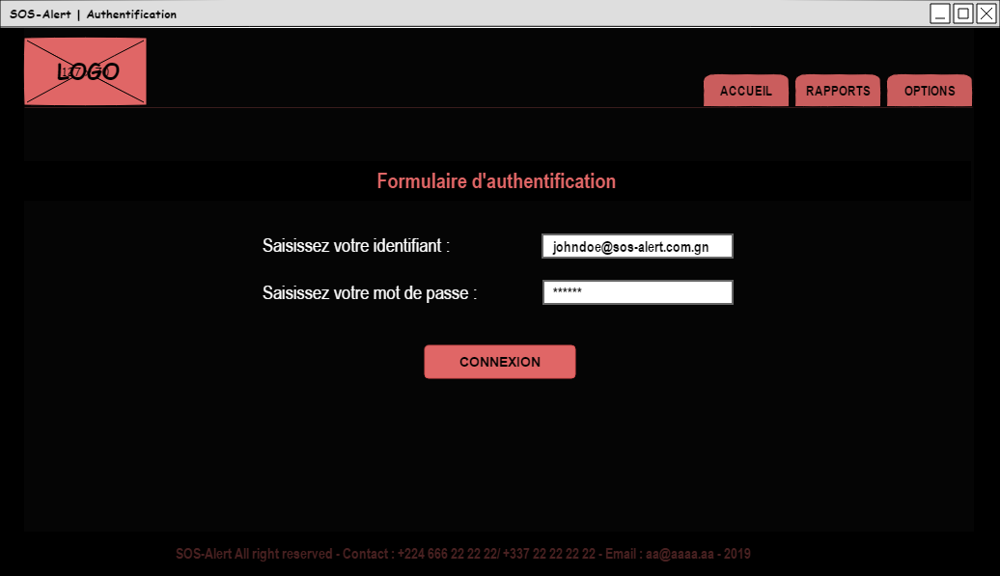 SOS-Alert | Authentification
LOGO
ACCUEIL RAPPORTS OPTIONS
Formulaire d'authentification
Saisissez votre identifiant : johndoe@sos-alert.com.gn
Saisissez votre mot de passe : ******
CONNEXION
SOS-Alert All right reserved - Contact : +224 666 22 22 22/ +337 22 22 22 22 - Email : aa@aaaa.aa - 2019